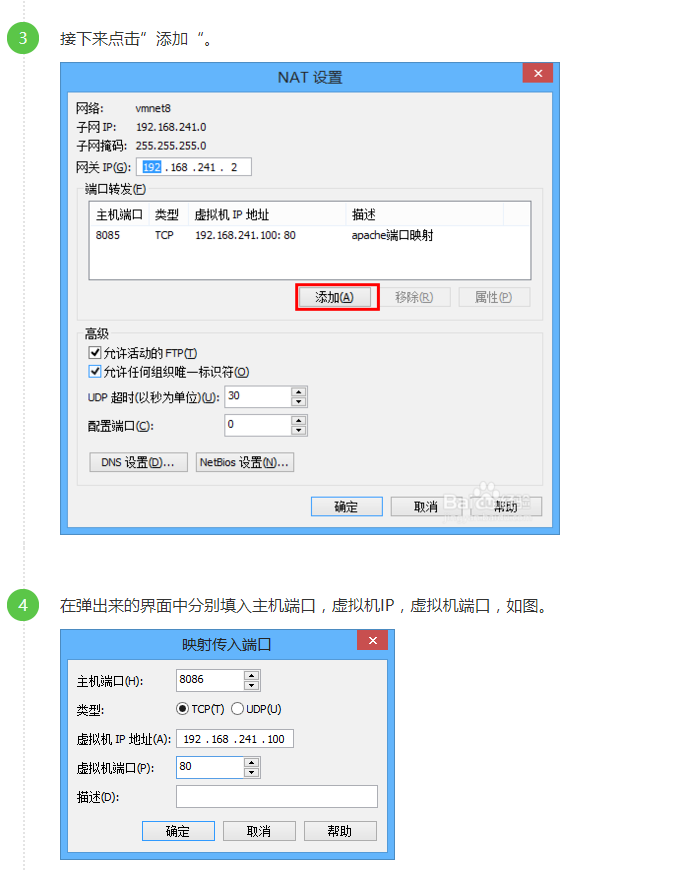 3 接下来点击”添加“。
NAT 设置
网络: vmnet8
子网 IP: 192.168.241.0
子网掩码: 255.255.255.0
网关 IP(G): 192 . 168 . 241 . 2
端口转发(F)
主机端口 类型 虚拟机 IP 地址 描述
8085 TCP 192.168.241.100: 80 apache端口映射
添加(A) 移除(R) 属性(P)
高级
允许活动的 FTP(T)
允许任何组织唯一标识符(O)
UDP 超时(以秒为单位)(U): 30
配置端口(C): 0
DNS 设置(D)... NetBios 设置(N)...
确定 取消 帮助
Bai 经验
4 在弹出来的界面中分别填入主机端口，虚拟机IP，虚拟机端口，如图。
映射传入端口
主机端口(H): 8086
类型: TCP(T) UDP(U)
虚拟机 IP 地址(A): 192 . 168 . 241 . 100
虚拟机端口(P): 80
描述(D):
确定 取消 帮助